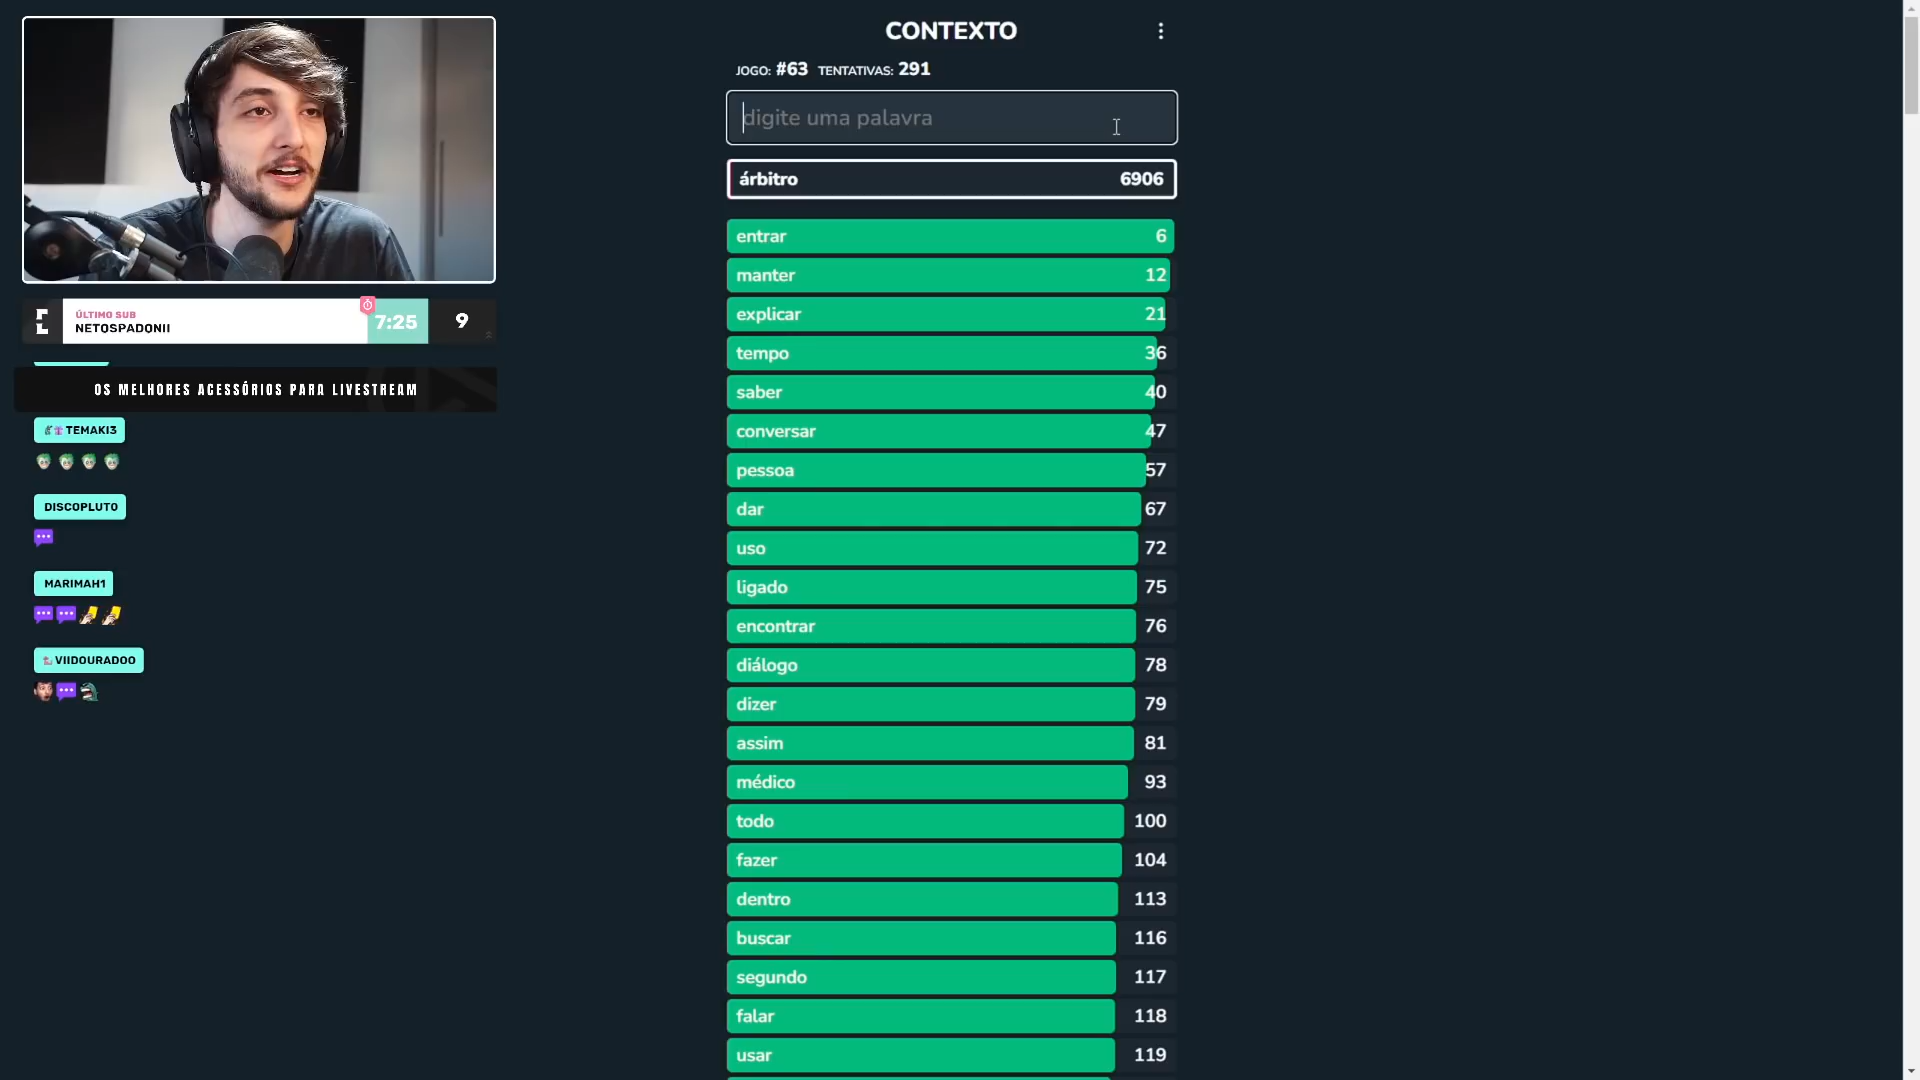 CONTEXTO
JOGO: #63 TENTATIVAS: 291
digite uma palavra
árbitro 6906
entrar 6
manter 12
explicar 21
tempo 36
saber 40
conversar 47
pessoa 57
dar 67
uso 72
ligado 75
encontrar 76
diálogo 78
dizer 79
assim 81
médico 93
todo 100
fazer 104
dentro 113
buscar 116
segundo 117
falar 118
usar 119
ÚLTIMO SUB
NETOSPADONII
7:25
9
OS MELHORES ACESSÓRIOS PARA LIVESTREAM
TEMAKI3
DISCOPLUTO
MARIMAH1
VIIDOURADOO